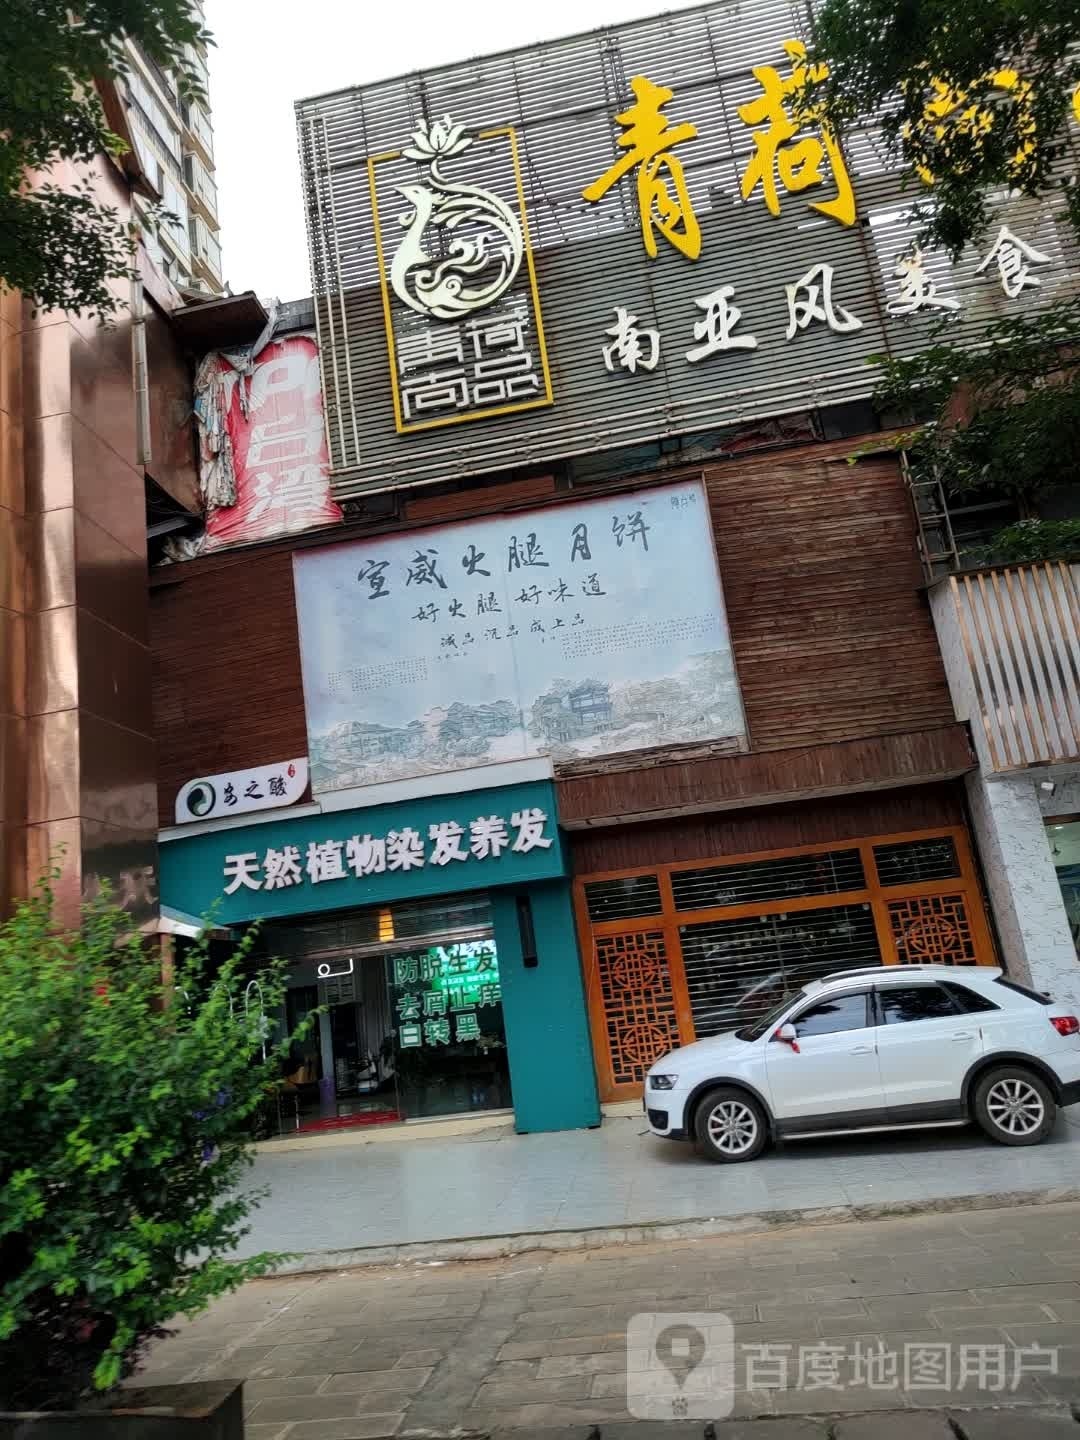 青荷
南亚风美食
青荷
尚品
台湾
宣威火腿月饼
好火腿 好味道
诚品沉品成上品
安之酸
天然植物染发养发
防脱生发
去屑止痒
白转黑
百度地图用户